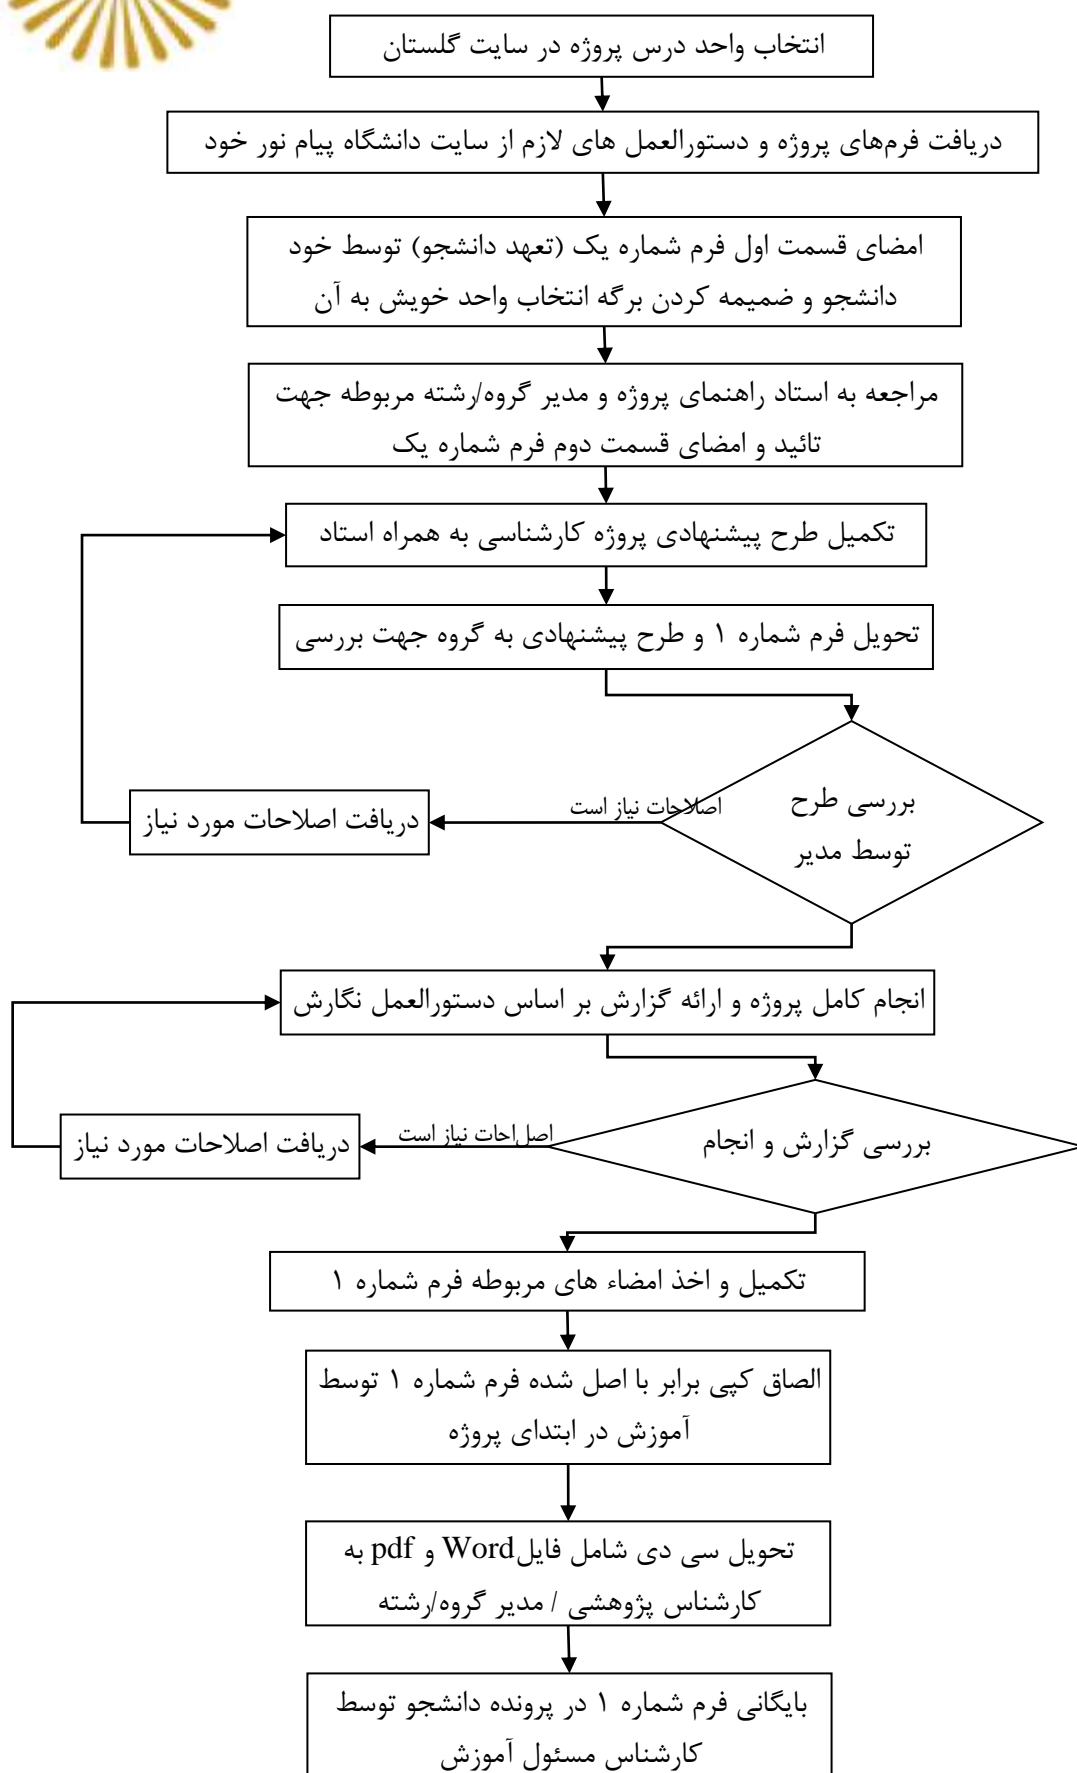 انتخاب واحد درس پروژه در سایت گلستان
دریافت فرم‌های پروژه و دستورالعمل های لازم از سایت دانشگاه پیام نور خود
امضای قسمت اول فرم شماره یک (تعهد دانشجو) توسط خود
دانشجو و ضمیمه کردن برگه انتخاب واحد خویش به آن
مراجعه به استاد راهنمای پروژه و مدیر گروه/رشته مربوطه جهت
تائید و امضای قسمت دوم فرم شماره یک
تکمیل طرح پیشنهادی پروژه کارشناسی به همراه استاد
تحویل فرم شماره ۱ و طرح پیشنهادی به گروه جهت بررسی
بررسی طرح
توسط مدیر
اصلاحات نیاز است
دریافت اصلاحات مورد نیاز
انجام کامل پروژه و ارائه گزارش بر اساس دستورالعمل نگارش
بررسی گزارش و انجام
اصلاحات نیاز است
دریافت اصلاحات مورد نیاز
تکمیل و اخذ امضاء های مربوطه فرم شماره ۱
الصاق کپی برابر با اصل شده فرم شماره ۱ توسط
آموزش در ابتدای پروژه
تحویل سی دی شامل فایلWord و pdf به
کارشناس پژوهشی / مدیر گروه/رشته
بایگانی فرم شماره ۱ در پرونده دانشجو توسط
کارشناس مسئول آموزش